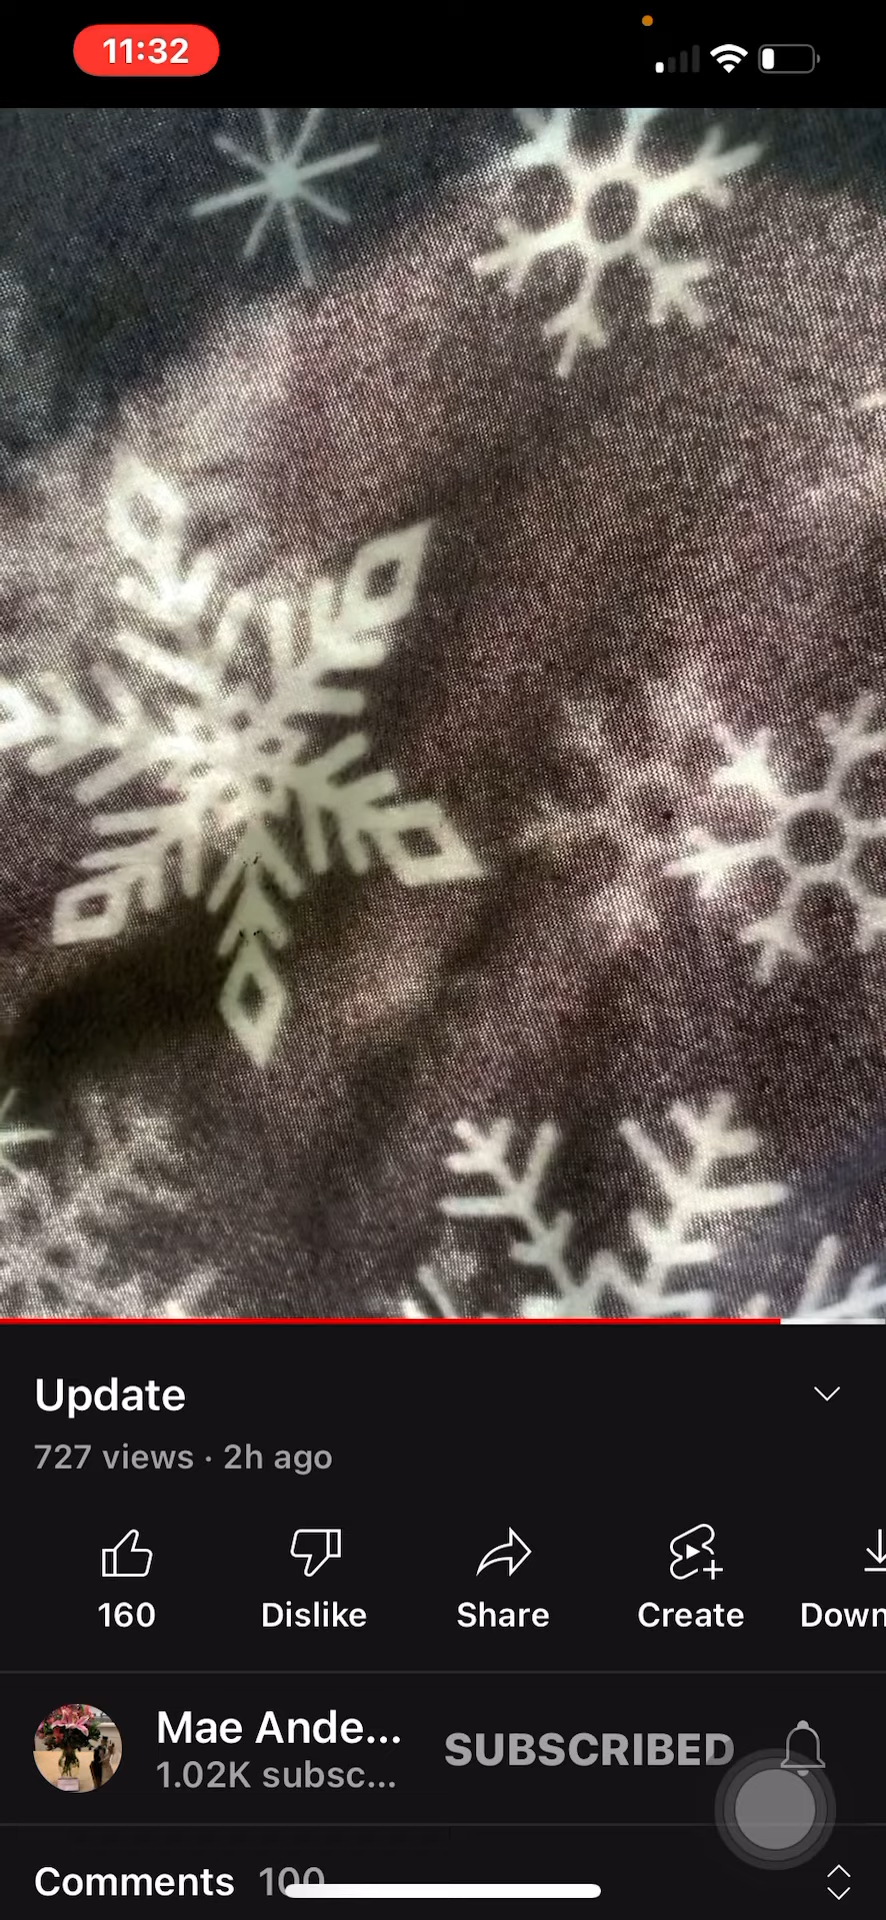 11:32
Update
727 views · 2h ago
160
Dislike
Share
Create
Down
Mae Ande...
1.02K subsc...
SUBSCRIBED
Comments 100